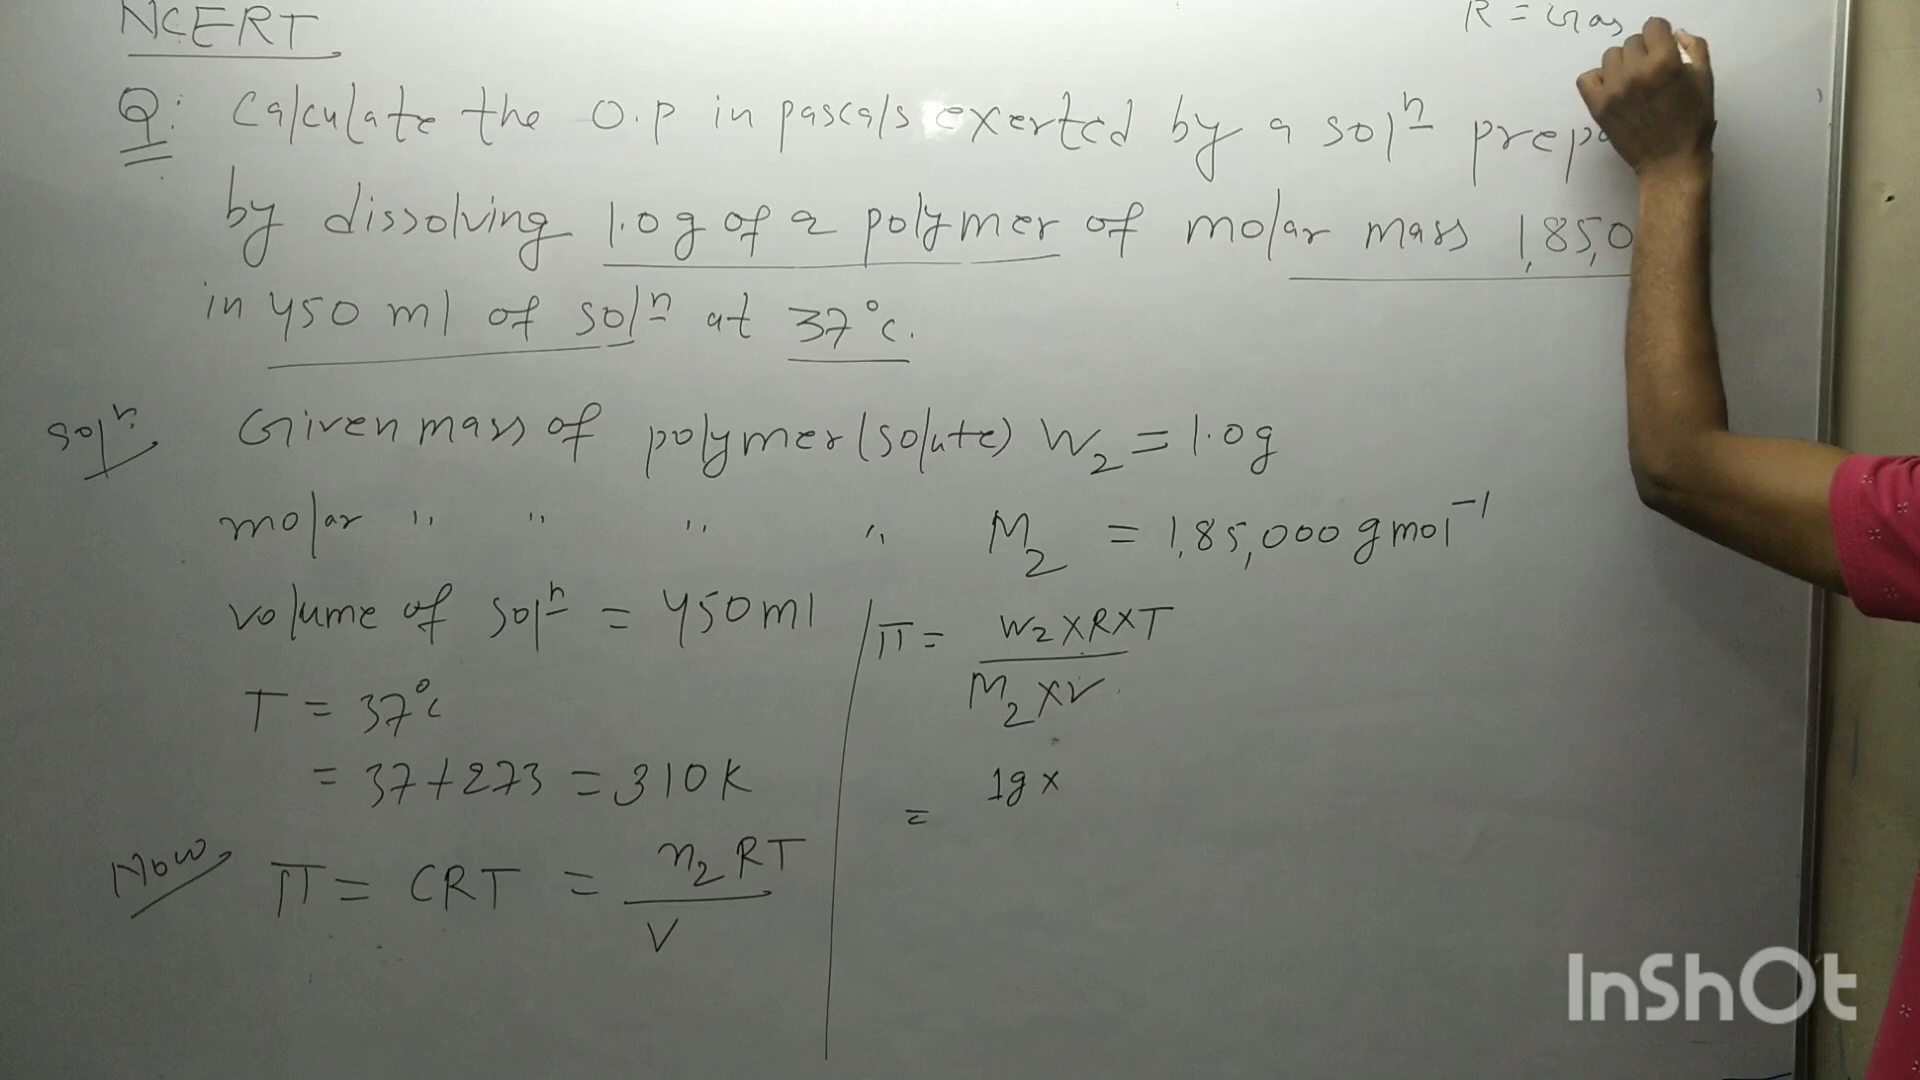 NCERT
R = Gas
Q: Calculate the O.P in pascals exerted by a solⁿ
by dissolving 1.0g of a polymer of molar mass 1,85,0
in 450 ml of solⁿ at 37°C.
solⁿ. Given mass of polymer (solute) W₂ = 1.0g
molar " " " " M₂ = 1,85,000 g mol⁻¹
volume of solⁿ = 450ml
T = 37°C
= 37+273 = 310K
Now, π = CRT = n₂RT / V
π = W₂ X R X T / M₂ X V
= 1g x
InShOt